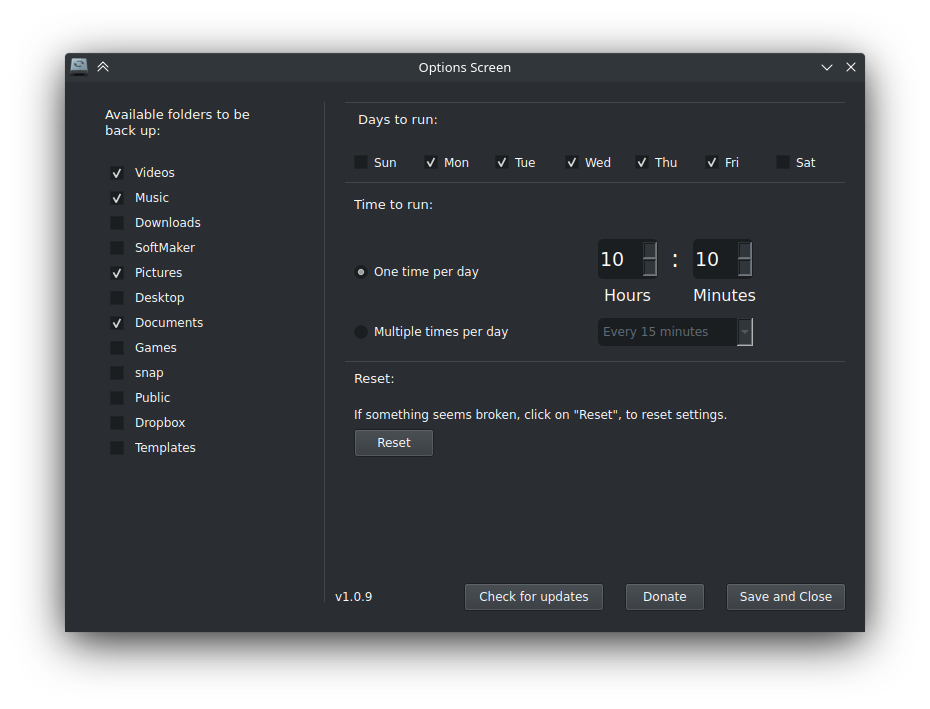 Options Screen
Available folders to be
back up:
Videos
Music
Downloads
SoftMaker
Pictures
Desktop
Documents
Games
snap
Public
Dropbox
Templates
Days to run:
Sun Mon Tue Wed Thu Fri Sat
Time to run:
One time per day
10 : 10
Hours Minutes
Multiple times per day
Every 15 minutes
Reset:
If something seems broken, click on "Reset", to reset settings.
Reset
v1.0.9
Check for updates
Donate
Save and Close